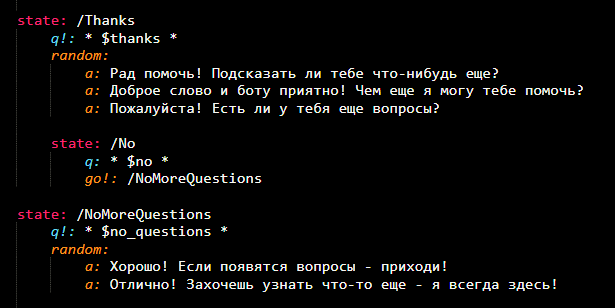 state: /Thanks
q!: * $thanks *
random:
a: Рад помочь! Подсказать ли тебе что-нибудь еще?
a: Доброе слово и боту приятно! Чем еще я могу тебе помочь?
a: Пожалуйста! Есть ли у тебя еще вопросы?
state: /No
q: * $no *
go!: /NoMoreQuestions
state: /NoMoreQuestions
q!: * $no_questions *
random:
a: Хорошо! Если появятся вопросы - приходи!
a: Отлично! Захочешь узнать что-то еще - я всегда здесь!